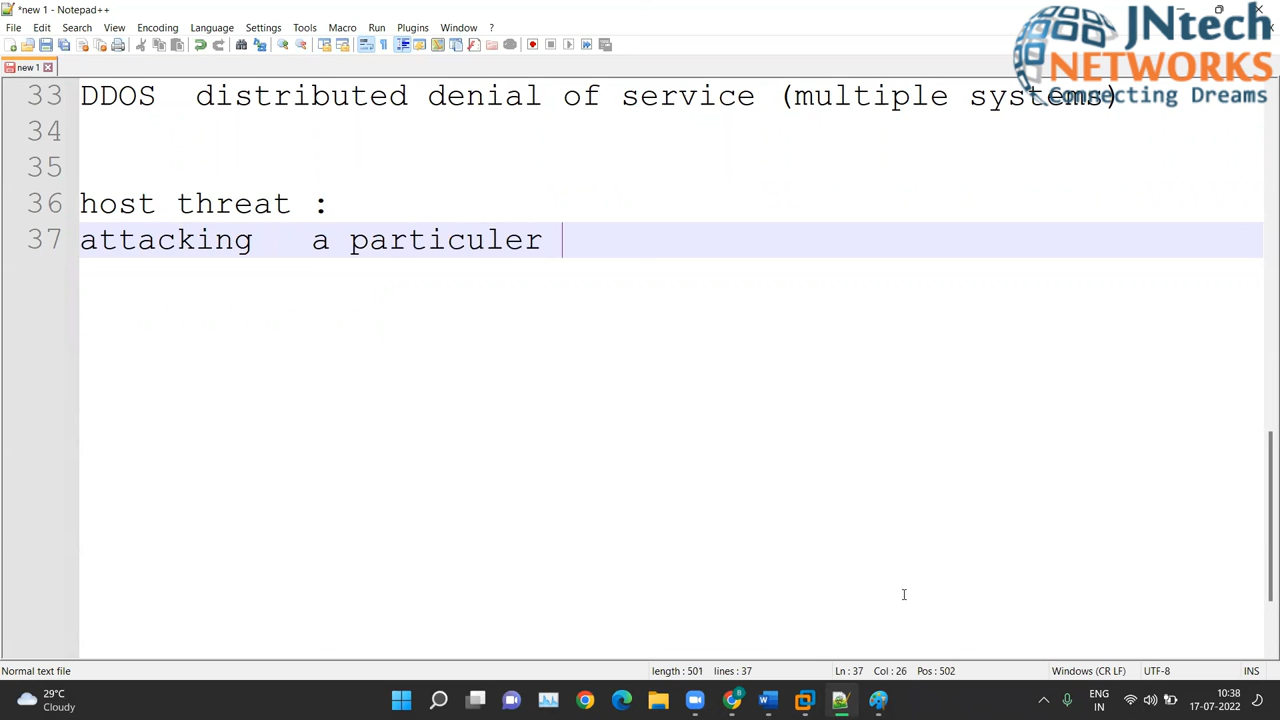 *new 1 - Notepad++
File Edit Search View Encoding Language Settings Tools Macro Run Plugins Window ?
new 1
JNtech
NETWORKS
Connecting Dreams
33 DDOS distributed denial of service (multiple systems)
34
35
36 host threat :
37 attacking a particuler
Normal text file length : 501 lines : 37 Ln : 37 Col : 26 Pos : 502 Windows (CR LF) UTF-8 INS
29°C
Cloudy
ENG
IN
10:38
17-07-2022